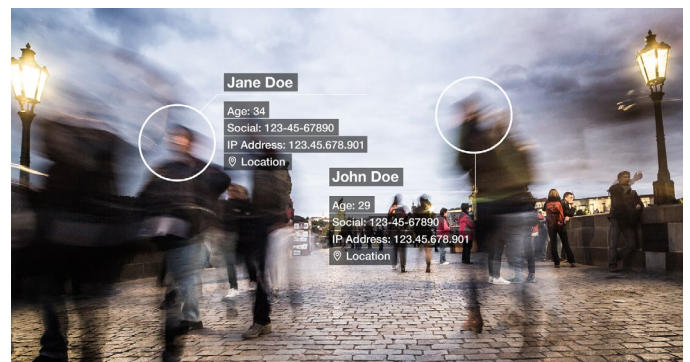 Jane Doe
Age: 34
Social: 123-45-67890
IP Address: 123.45.678.901
Location
John Doe
Age: 29
Social: 123-45-67890
IP Address: 123.45.678.901
Location